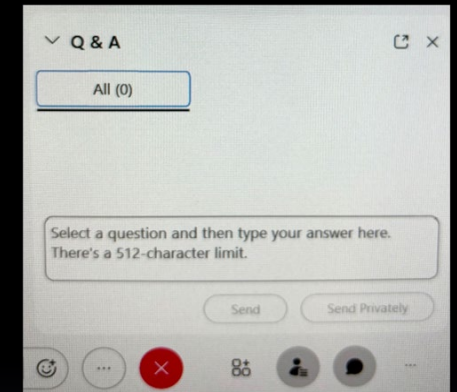 Q & A
All (0)
Select a question and then type your answer here.
There's a 512-character limit.
Send
Send Privately